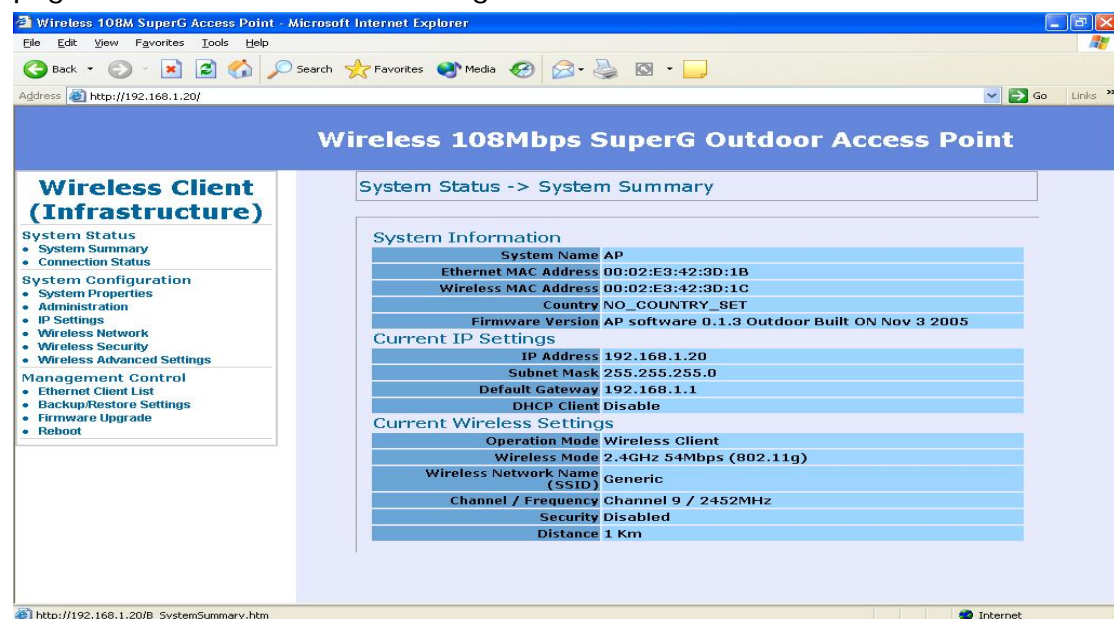 Wireless 108M SuperG Access Point - Microsoft Internet Explorer
File Edit View Favorites Tools Help
Back Search Favorites Media
Address http://192.168.1.20/ Go Links »
Wireless 108Mbps SuperG Outdoor Access Point
Wireless Client
(Infrastructure)
System Status
• System Summary
• Connection Status
System Configuration
• System Properties
• Administration
• IP Settings
• Wireless Network
• Wireless Security
• Wireless Advanced Settings
Management Control
• Ethernet Client List
• Backup/Restore Settings
• Firmware Upgrade
• Reboot
System Status -> System Summary
System Information
System Name AP
Ethernet MAC Address 00:02:E3:42:3D:1B
Wireless MAC Address 00:02:E3:42:3D:1C
Country NO_COUNTRY_SET
Firmware Version AP software 0.1.3 Outdoor Built ON Nov 3 2005
Current IP Settings
IP Address 192.168.1.20
Subnet Mask 255.255.255.0
Default Gateway 192.168.1.1
DHCP Client Disable
Current Wireless Settings
Operation Mode Wireless Client
Wireless Mode 2.4GHz 54Mbps (802.11g)
Wireless Network Name
(SSID) Generic
Channel / Frequency Channel 9 / 2452MHz
Security Disabled
Distance 1 Km
http://192.168.1.20/B_SystemSummary.htm Internet